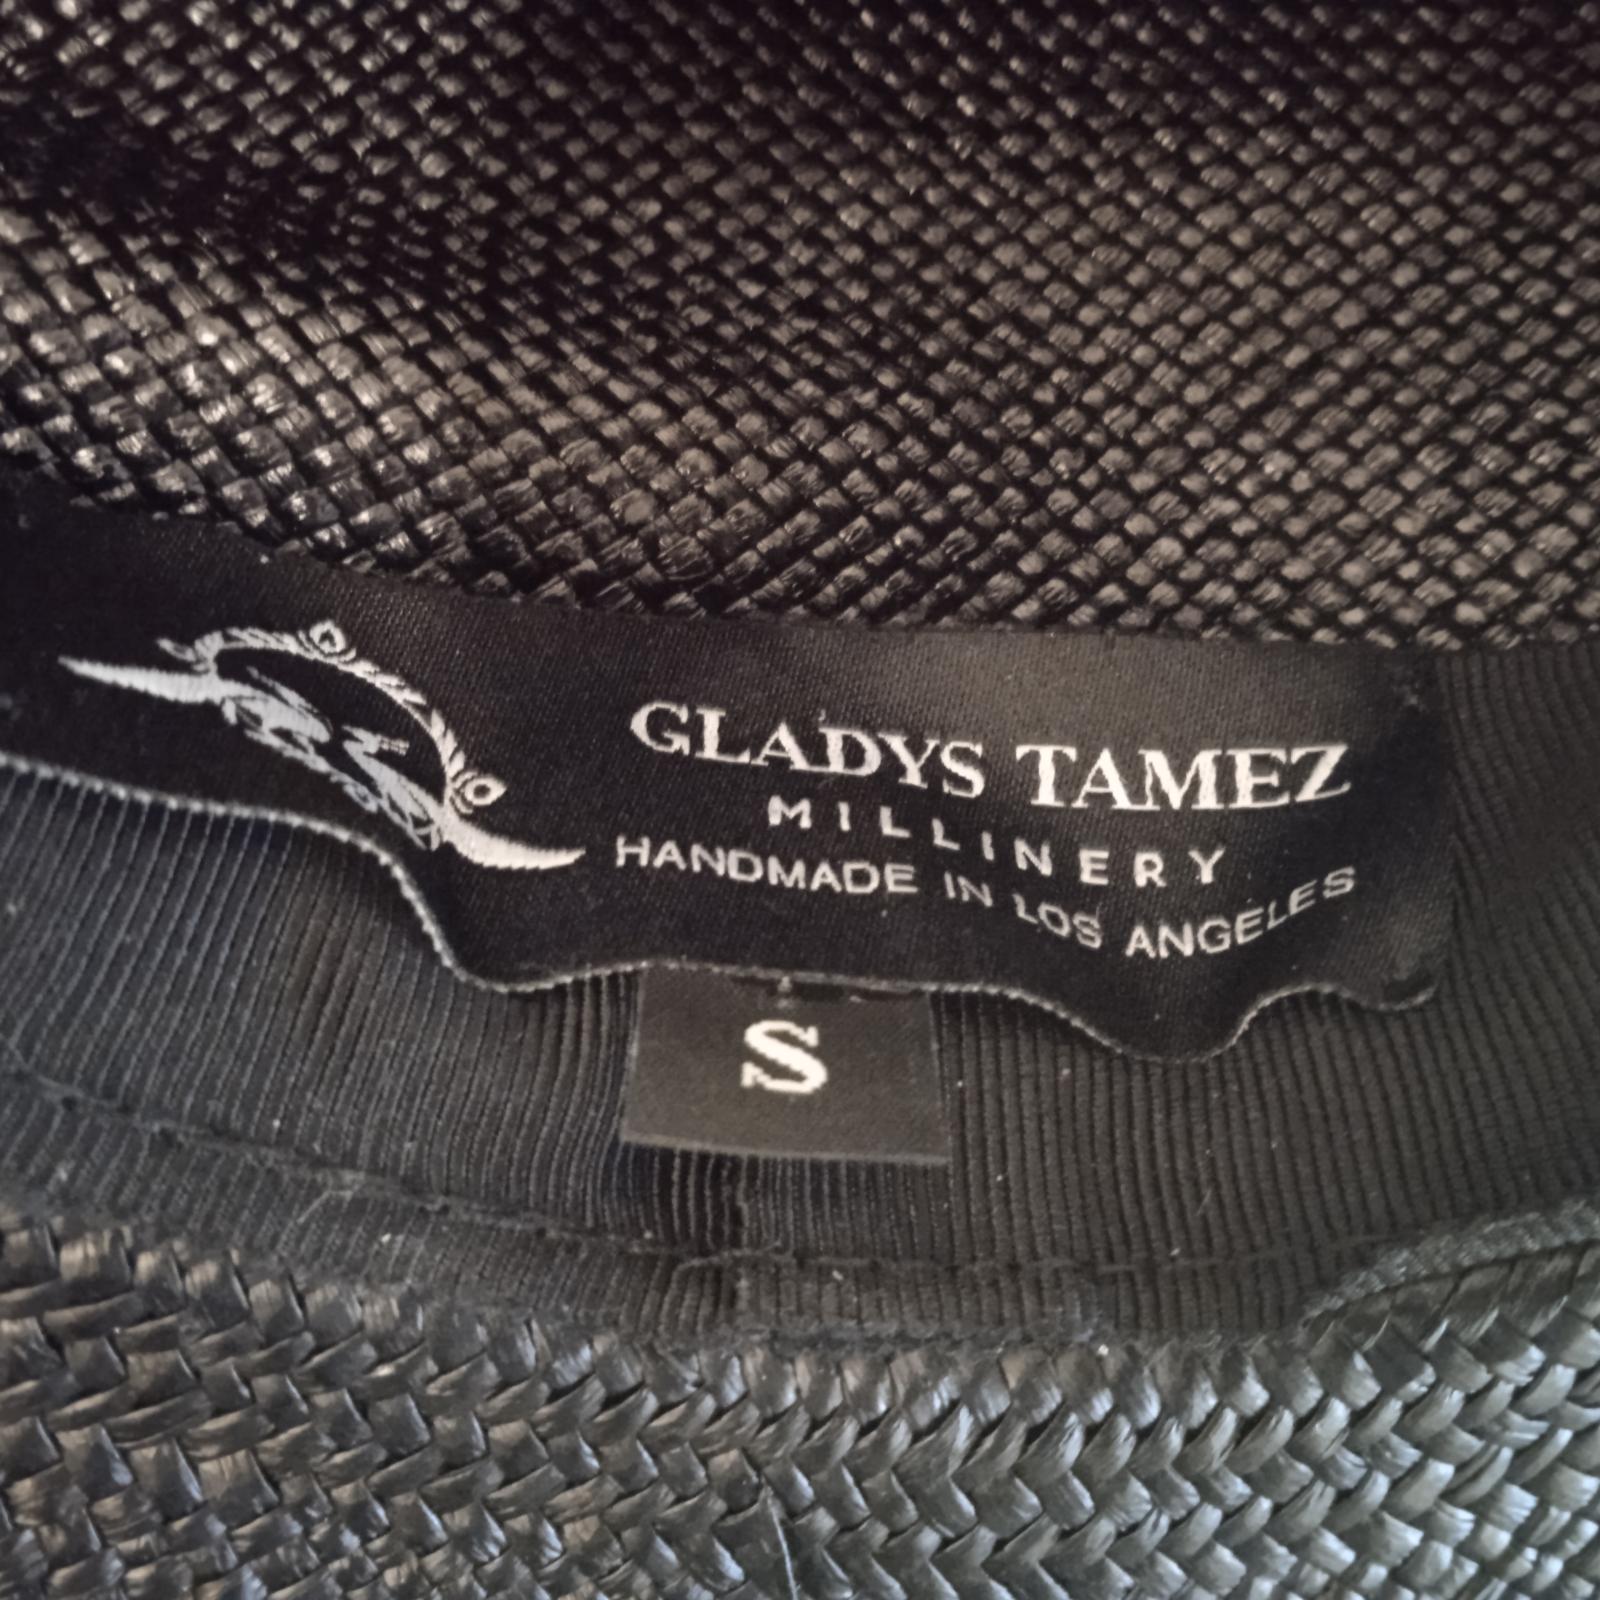 GLADYS TAMEZ
MILLINERY
HANDMADE IN LOS ANGELES
S